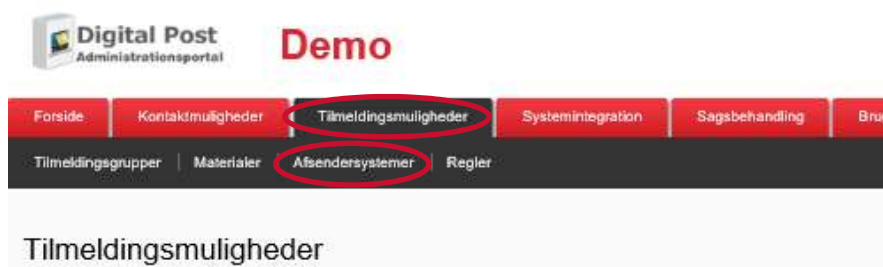 Digital Post
Administrationsportal
Demo
Forside Kontaktmuligheder Tilmeldingsmuligheder Systemintegration Sagsbehandling
Tilmeldingsgrupper Materialer Afsendersystemer Regler
Tilmeldingsmuligheder